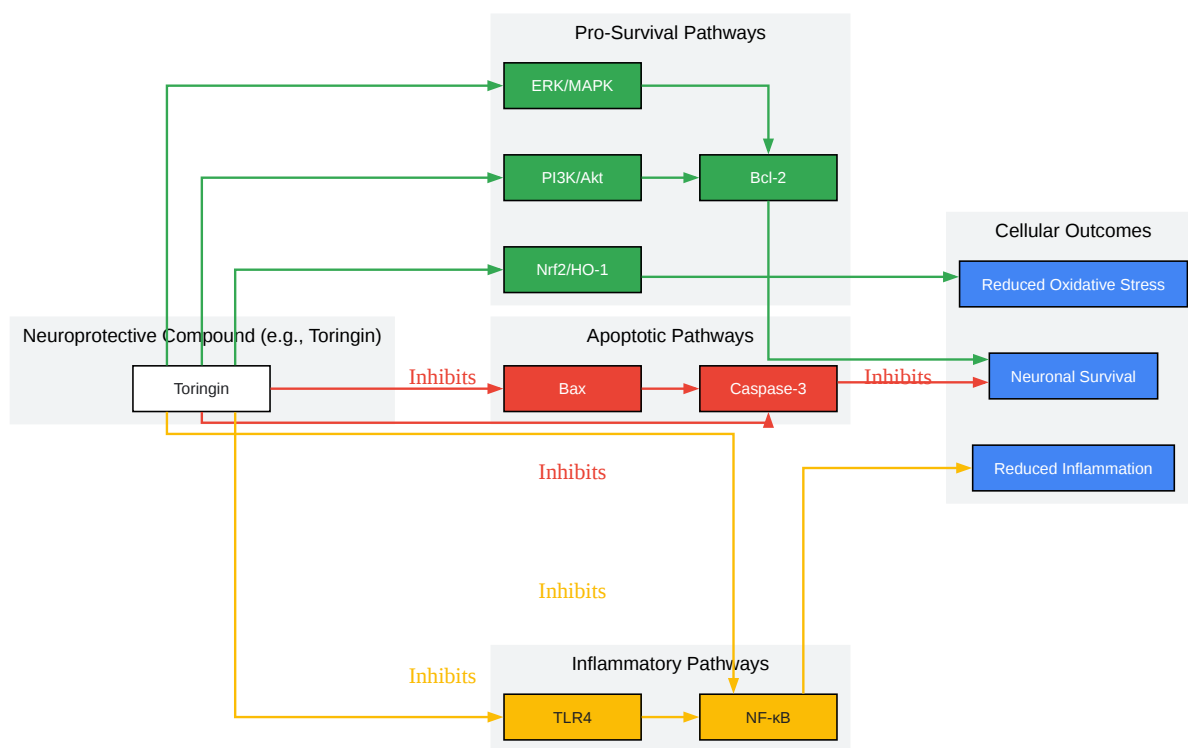 Pro-Survival Pathways
ERK/MAPK
PI3K/Akt
Bcl-2
Nrf2/HO-1
Cellular Outcomes
Reduced Oxidative Stress
Neuronal Survival
Reduced Inflammation
Neuroprotective Compound (e.g., Toringin)
Toringin
Inhibits
Apoptotic Pathways
Bax
Caspase-3
Inhibits
Inhibits
Inhibits
Inhibits
Inflammatory Pathways
TLR4
NF-κB